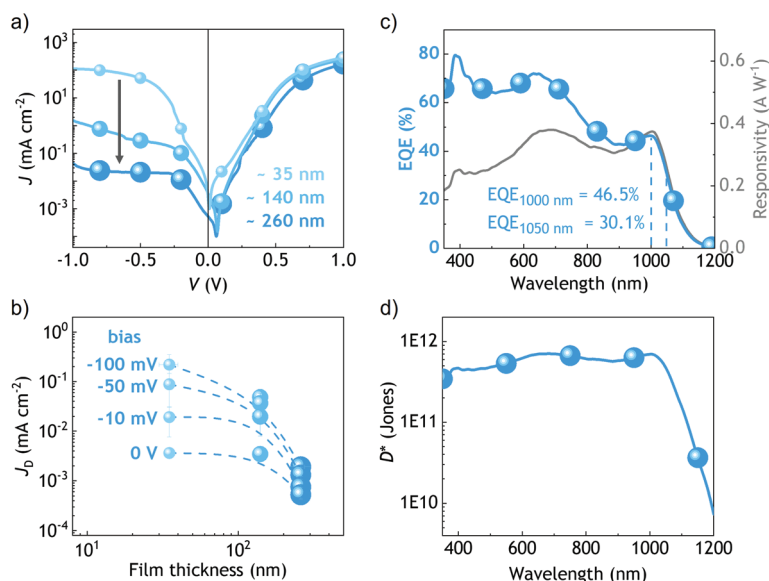 a)
10³
10¹
10⁻¹
10⁻³
J (mA cm⁻²)
~ 35 nm
~ 140 nm
~ 260 nm
-1.0
-0.5
0.0
0.5
1.0
V (V)
c)
80
60
40
20
0
EQE (%)
0.6
0.4
0.2
0.0
Responsivity (A W⁻¹)
EQE₁₀₀₀ ₙₘ = 46.5%
EQE₁₀₅₀ ₙₘ = 30.1%
400
600
800
1000
1200
Wavelength (nm)
b)
10⁰
10⁻¹
10⁻²
10⁻³
10⁻⁴
J_D (mA cm⁻²)
bias
-100 mV
-50 mV
-10 mV
0 V
10¹
10²
Film thickness (nm)
d)
1E12
1E11
1E10
D* (Jones)
400
600
800
1000
1200
Wavelength (nm)